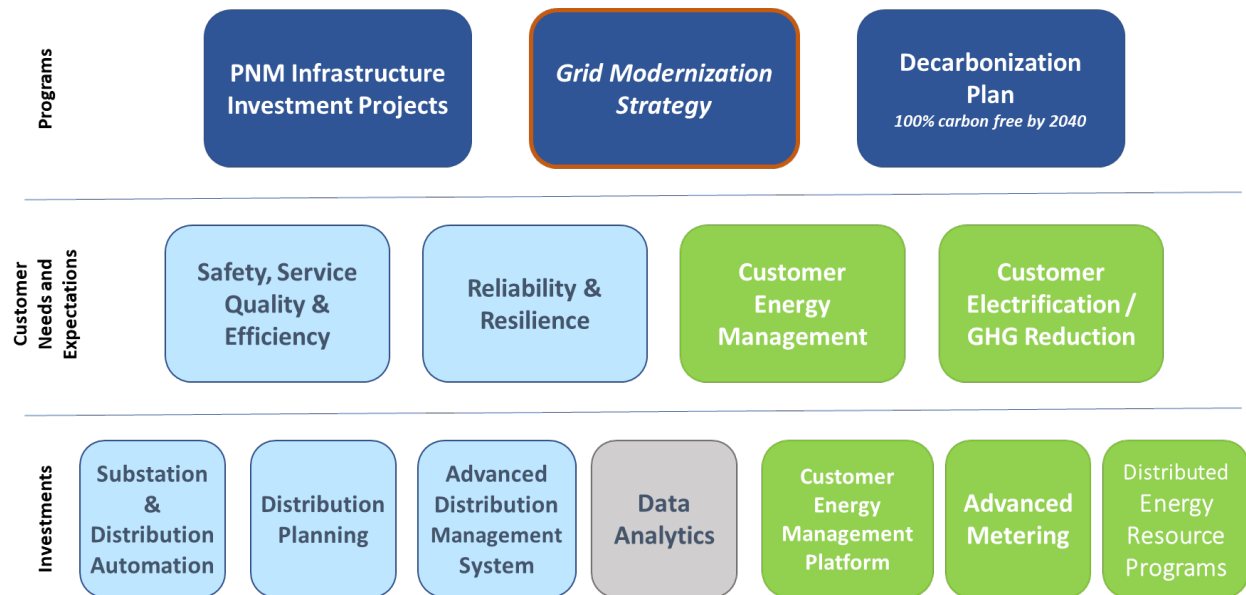 Programs
PNM Infrastructure
Investment Projects
Grid Modernization
Strategy
Decarbonization
Plan
100% carbon free by 2040
Customer
Needs and
Expectations
Safety, Service
Quality &
Efficiency
Reliability &
Resilience
Customer
Energy
Management
Customer
Electrification /
GHG Reduction
Investments
Substation
&
Distribution
Automation
Distribution
Planning
Advanced
Distribution
Management
System
Data
Analytics
Customer
Energy
Management
Platform
Advanced
Metering
Distributed
Energy
Resource
Programs